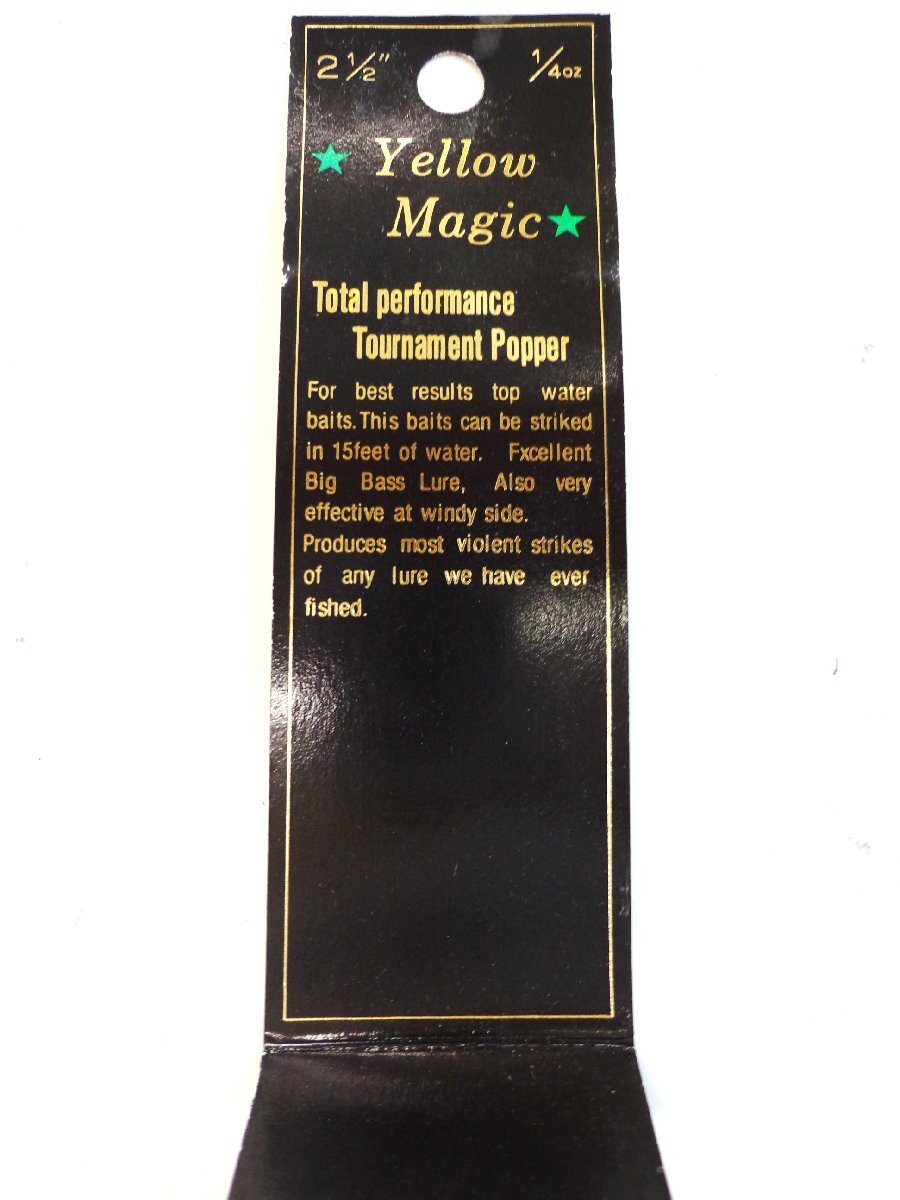 2 1/2" 1/4oz
Yellow
Magic
Total performance
Tournament Popper
For best results top water
baits. This baits can be striked
in 15feet of water. Fxcellent
Big Bass Lure, Also very
effective at windy side.
Produces most violent strikes
of any lure we have ever
fished.